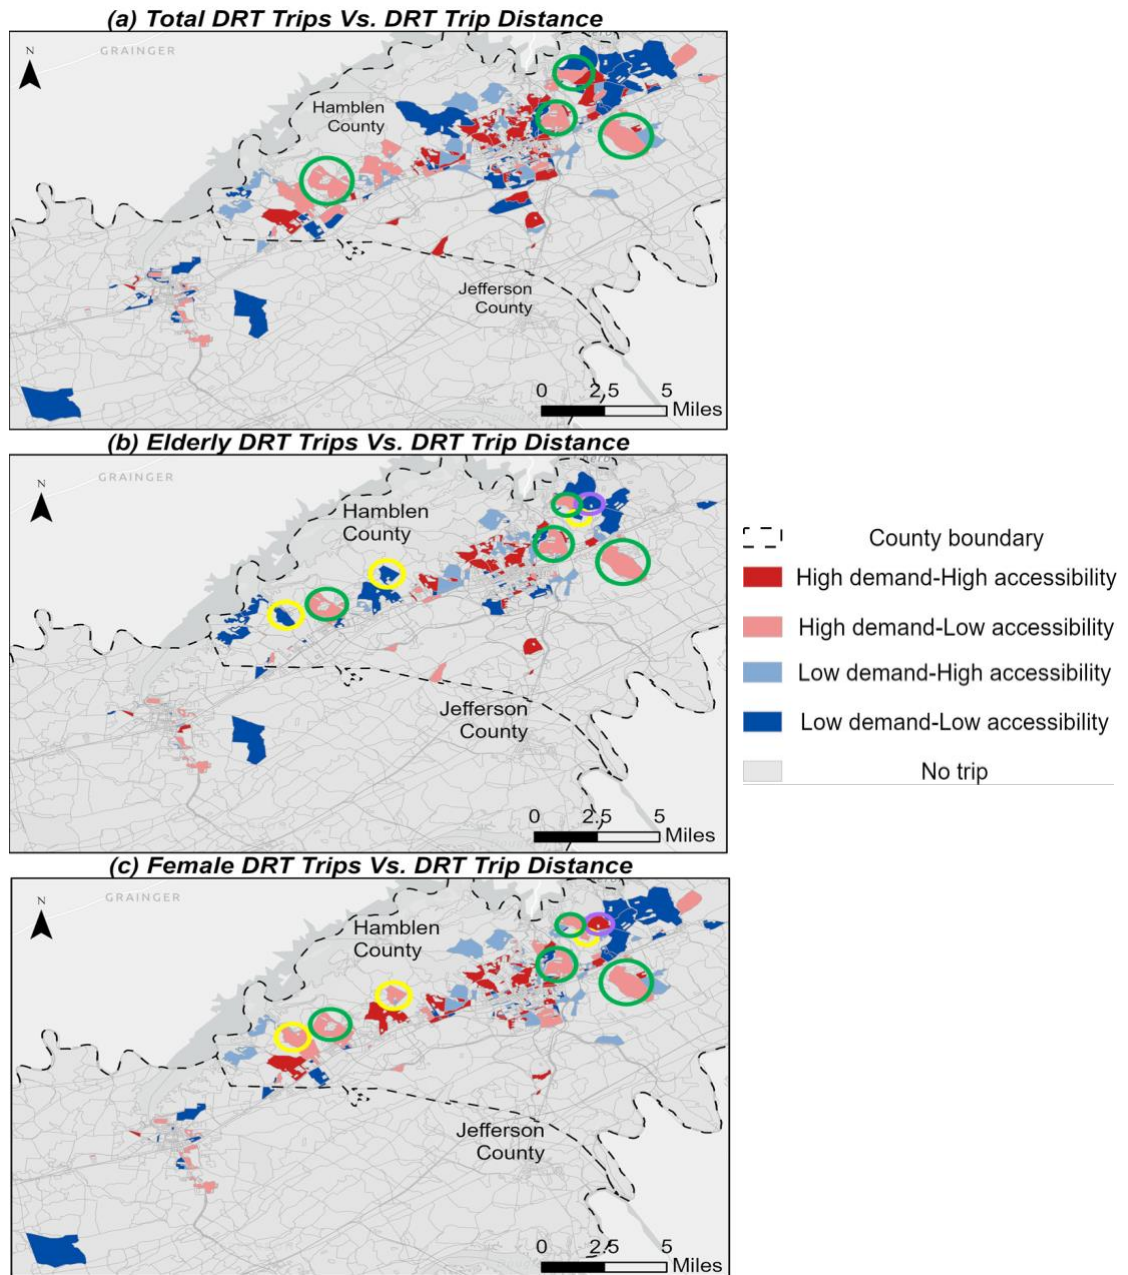 (a) Total DRT Trips Vs. DRT Trip Distance
N
GRAINGER
Hamblen
County
Jefferson
County
0 2.5 5
Miles
(b) Elderly DRT Trips Vs. DRT Trip Distance
N
GRAINGER
Hamblen
County
Jefferson
County
0 2.5 5
Miles
County boundary
High demand-High accessibility
High demand-Low accessibility
Low demand-High accessibility
Low demand-Low accessibility
No trip
(c) Female DRT Trips Vs. DRT Trip Distance
N
GRAINGER
Hamblen
County
Jefferson
County
0 2.5 5
Miles